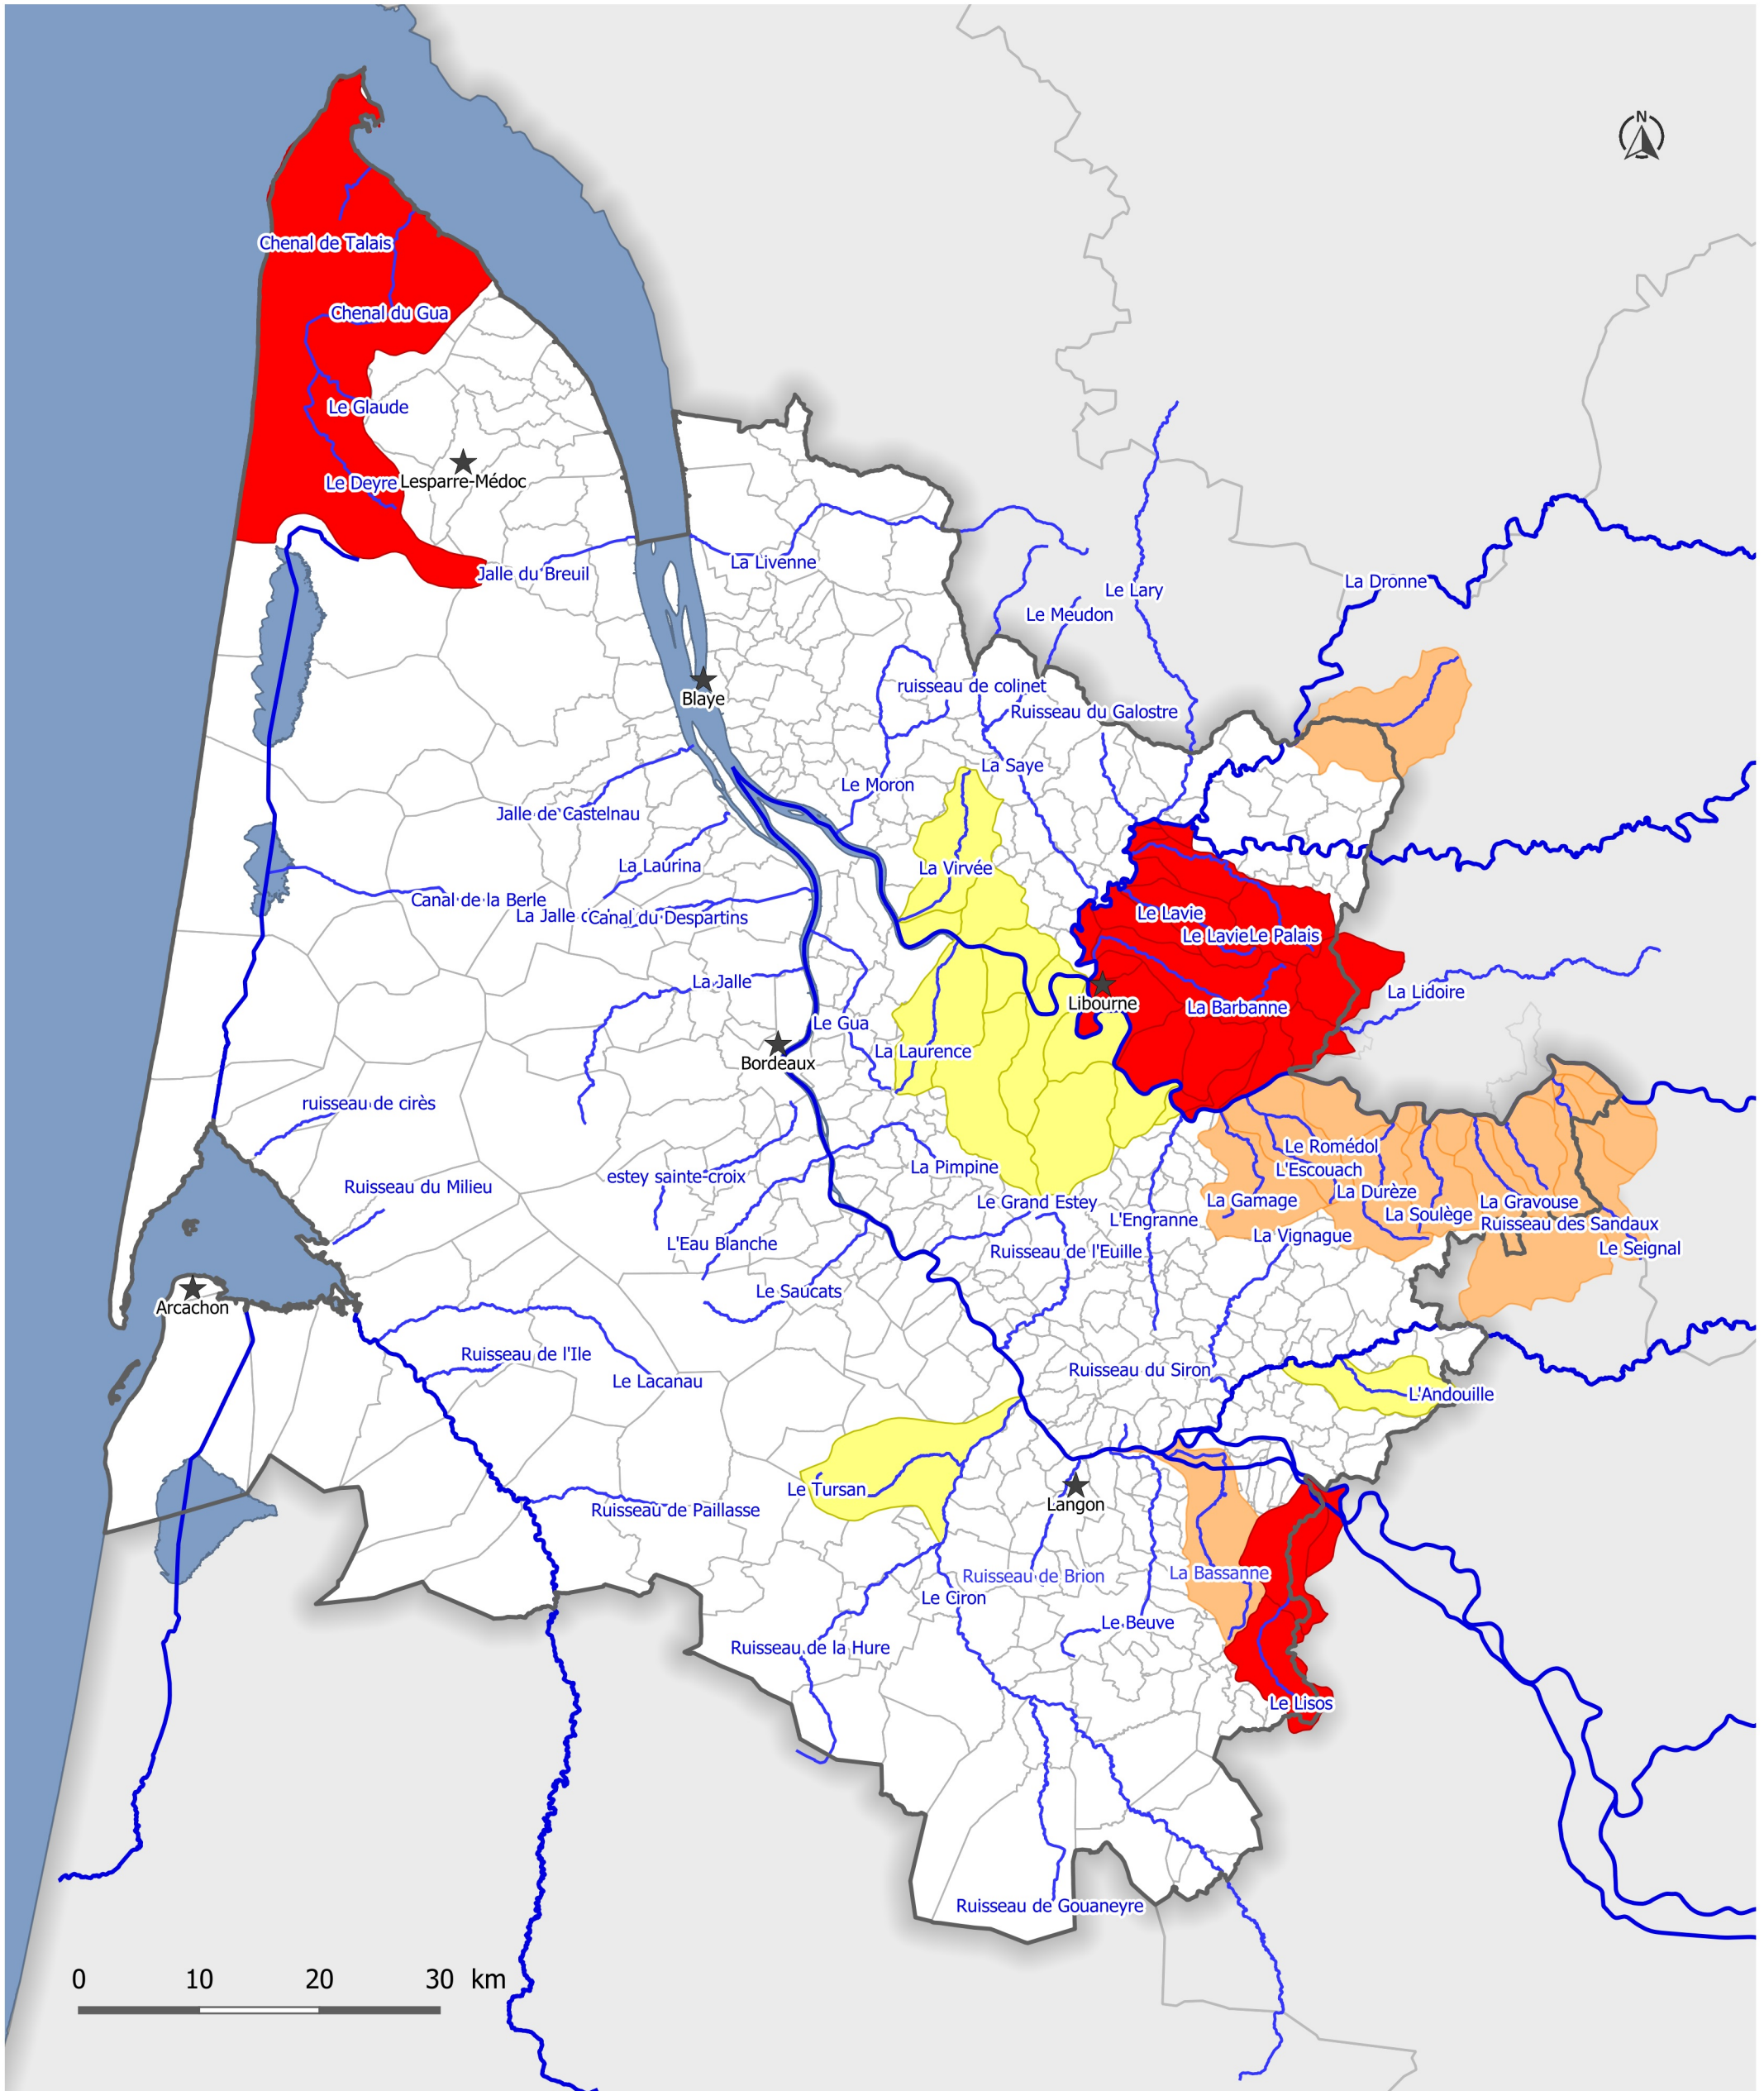 N
Chenal de Talais
Chenal du Gua
Le Glaude
Le Deyre
Lesparre-Médoc
Jalle du Breuil
La Livenne
La Dronne
Le Lary
Le Meudon
ruisseau de colinet
Blaye
Ruisseau du Galostre
La Saye
Le Moron
Jalle de Castelnau
La Laurina
La Virvée
Canal de la Berle
La Jalle d
Canal du Despartins
Le Lavie
Le Lavie
Le Palais
La Jalle
La Lidoire
Libourne
La Barbanne
Le Gua
La Laurence
Bordeaux
ruisseau de cirès
Le Romédol
La Pimpine
L'Escouach
estey sainte-croix
Ruisseau du Milieu
La Durèze
La Gamage
Le Grand Estey
La Gravouse
La Soulège
L'Engranne
Ruisseau des Sandaux
La Vignague
L'Eau Blanche
Le Seignal
Ruisseau de l'Euille
Le Saucats
Arcachon
Ruisseau de l'Ile
Ruisseau du Siron
Le Lacanau
L'Andouille
Le Tursan
Langon
Ruisseau de Paillasse
La Bassanne
Ruisseau de Brion
Le Ciron
Le Beuve
Ruisseau de la Hure
Le Lisos
Ruisseau de Gouaneyre
0 10 20 30 km